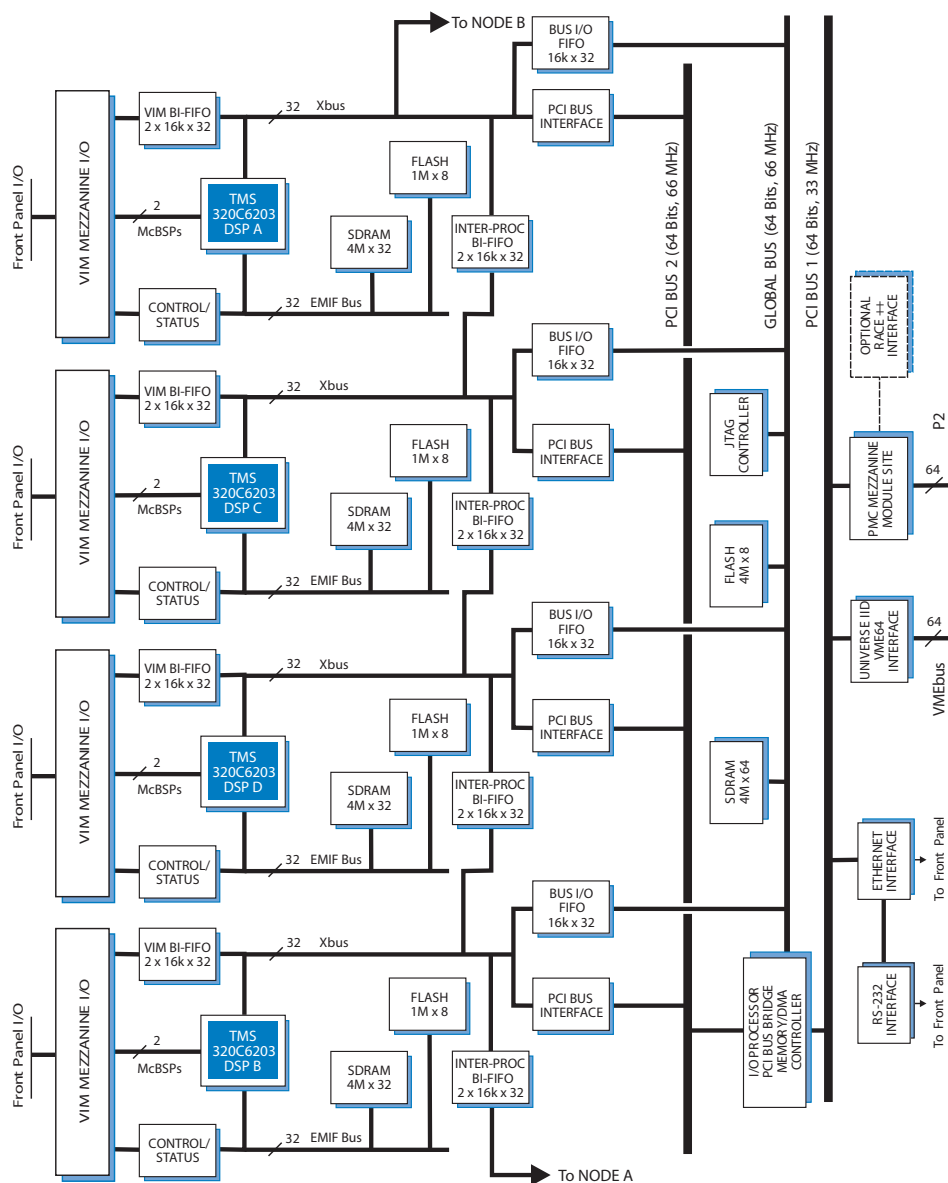 To NODE B
Front Panel I/O
VIM MEZZANINE I/O
VIM BI-FIFO
2 x 16k x 32
32
Xbus
BUS I/O
FIFO
16k x 32
PCI BUS
INTERFACE
2
McBSPs
TMS
320C6203
DSP A
FLASH
1M x 8
SDRAM
4M x 32
INTER-PROC
BI-FIFO
2 x 16k x 32
CONTROL/
STATUS
32
EMIF Bus
PCI BUS 2 (64 Bits, 66 MHz)
GLOBAL BUS (64 Bits, 66 MHz)
PCI BUS 1 (64 Bits, 33 MHz)
Front Panel I/O
VIM MEZZANINE I/O
VIM BI-FIFO
2 x 16k x 32
32
Xbus
BUS I/O
FIFO
16k x 32
PCI BUS
INTERFACE
2
McBSPs
TMS
320C6203
DSP C
FLASH
1M x 8
SDRAM
4M x 32
INTER-PROC
BI-FIFO
2 x 16k x 32
CONTROL/
STATUS
32
EMIF Bus
JTAG
CONTROLLER
FLASH
4M x 8
OPTIONAL
RACE ++
INTERFACE
PMC MEZZANINE
MODULE SITE
64
P2
Front Panel I/O
VIM MEZZANINE I/O
VIM BI-FIFO
2 x 16k x 32
32
Xbus
BUS I/O
FIFO
16k x 32
PCI BUS
INTERFACE
2
McBSPs
TMS
320C6203
DSP D
FLASH
1M x 8
SDRAM
4M x 32
INTER-PROC
BI-FIFO
2 x 16k x 32
CONTROL/
STATUS
32
EMIF Bus
SDRAM
4M x 64
UNIVERSE IID
VME64
INTERFACE
64
VMEbus
Front Panel I/O
VIM MEZZANINE I/O
VIM BI-FIFO
2 x 16k x 32
32
Xbus
BUS I/O
FIFO
16k x 32
PCI BUS
INTERFACE
2
McBSPs
TMS
320C6203
DSP B
FLASH
1M x 8
SDRAM
4M x 32
INTER-PROC
BI-FIFO
2 x 16k x 32
CONTROL/
STATUS
32
EMIF Bus
I/O PROCESSOR
PCI BUS BRIDGE
MEMORY/DMA
CONTROLLER
ETHERNET
INTERFACE
To Front Panel
RS-232
INTERFACE
To Front Panel
To NODE A